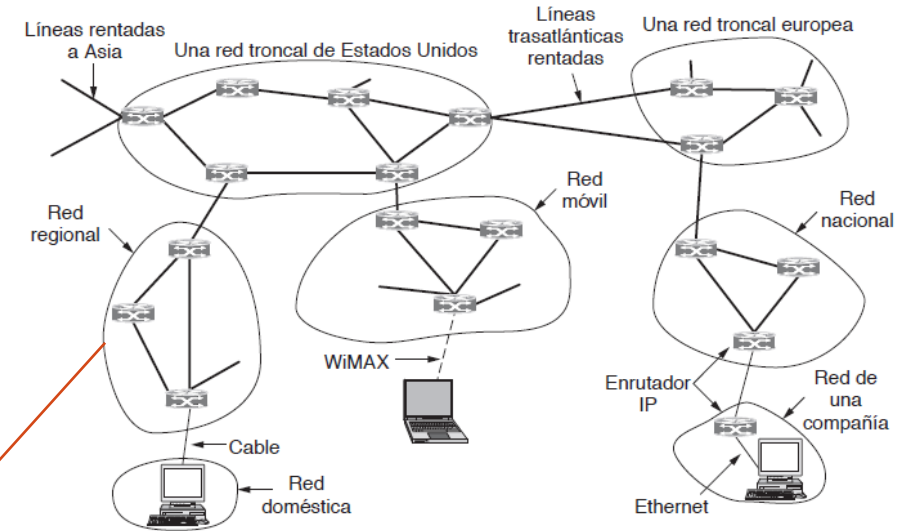 Líneas rentadas
a Asia
Una red troncal de Estados Unidos
Líneas
trasatlánticas
rentadas
Una red troncal europea
Red
regional
Red
móvil
Red
nacional
WiMAX
Enrutador
IP
Red de
una
compañía
Cable
Red
doméstica
Ethernet